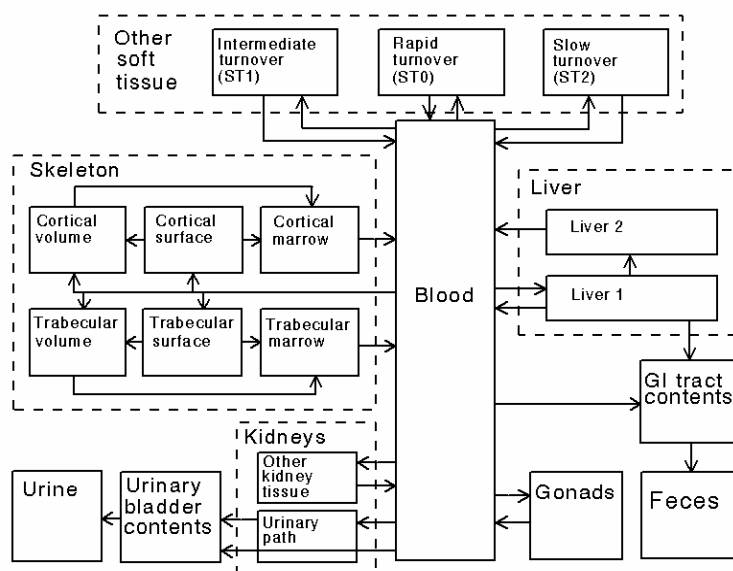 Other
soft
tissue
Intermediate
turnover
(ST1)
Rapid
turnover
(ST0)
Slow
turnover
(ST2)
Skeleton
Cortical
volume
Cortical
surface
Cortical
marrow
Trabecular
volume
Trabecular
surface
Trabecular
marrow
Blood
Liver
Liver 2
Liver 1
GI tract
contents
Feces
Gonads
Kidneys
Other
kidney
tissue
Urinary
path
Urinary
bladder
contents
Urine